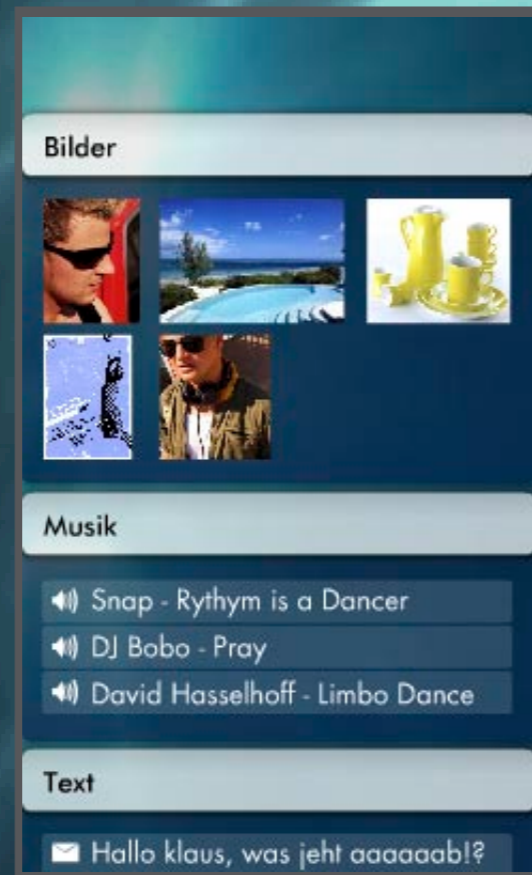 Bilder
Musik
Snap - Rythym is a Dancer
DJ Bobo - Pray
David Hasselhoff - Limbo Dance
Text
Hallo klaus, was jeht aaaaaab!?